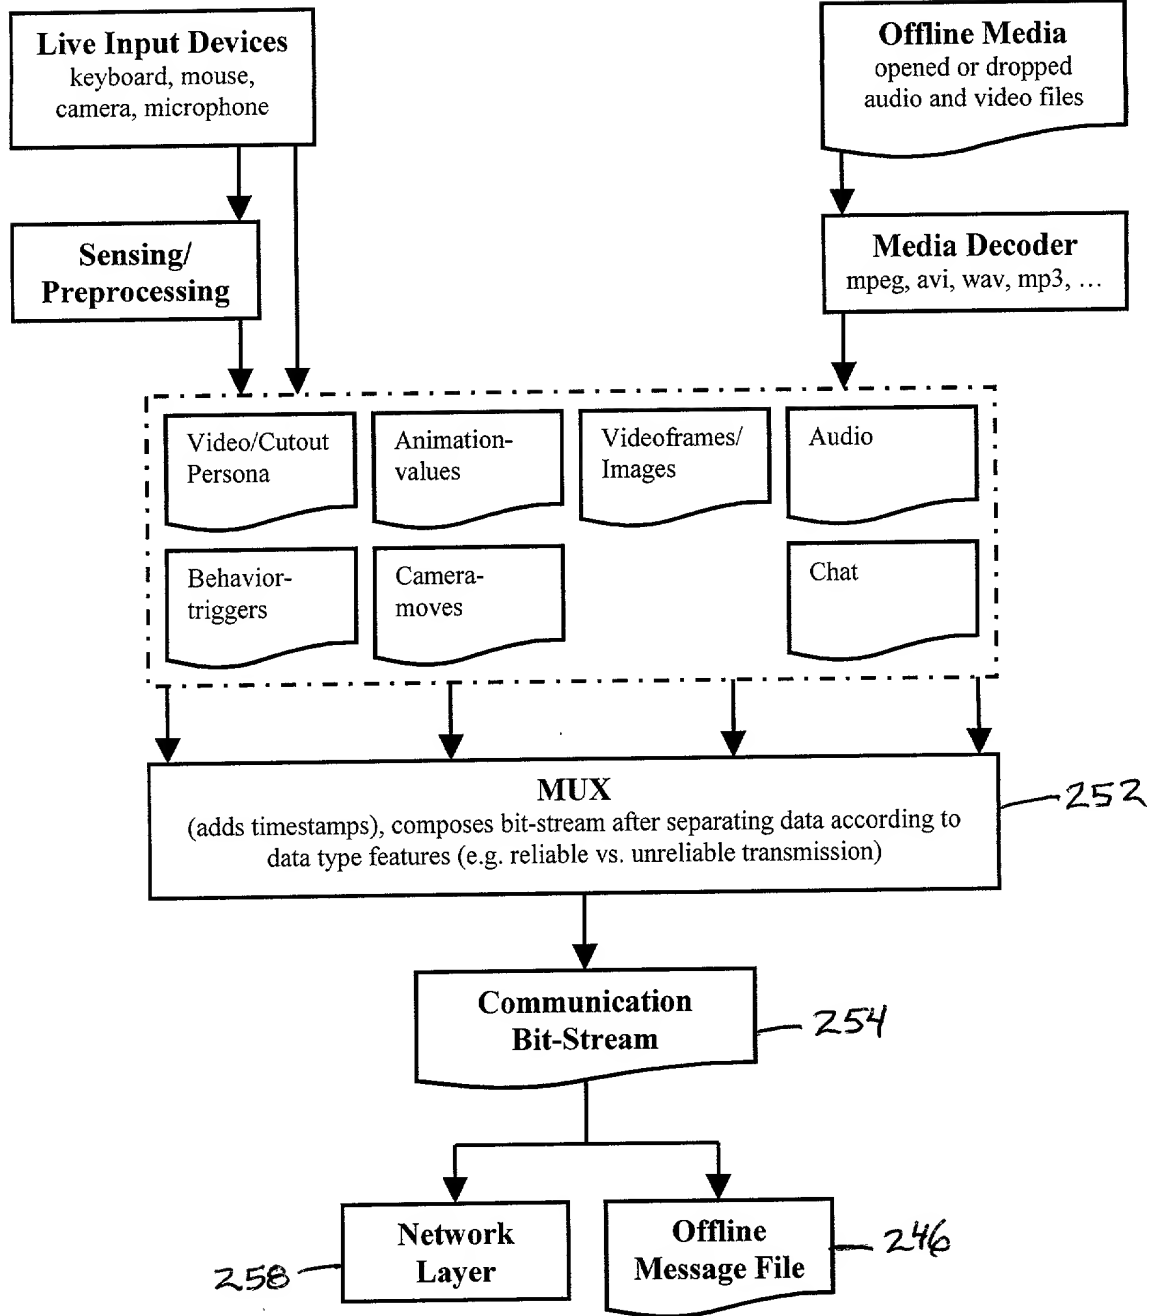 Live Input Devices
keyboard, mouse,
camera, microphone
Offline Media
opened or dropped
audio and video files
Sensing/
Preprocessing
Media Decoder
mpeg, avi, wav, mp3, …
Video/Cutout
Persona
Animation-
values
Videoframes/
Images
Audio
Behavior-
triggers
Camera-
moves
Chat
MUX
(adds timestamps), composes bit-stream after separating data according to
data type features (e.g. reliable vs. unreliable transmission)
252
Communication
Bit-Stream
254
Network
Layer
258
Offline
Message File
246